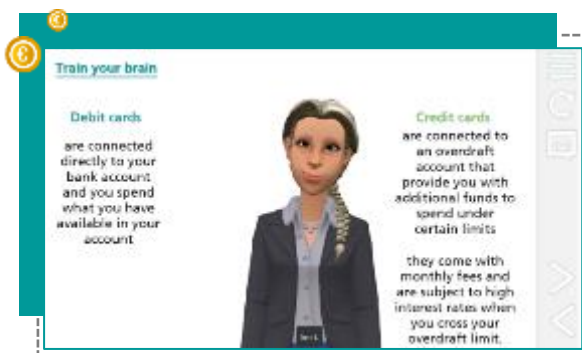 Train your brain
Debit cards
are connected
directly to your
bank account
and you spend
what you have
available in your
account
Credit cards
are connected to
an overdraft
account that
provide you with
additional funds to
spend under
certain limits
they come with
monthly fees and
are subject to high
interest rates when
you cross your
overdraft limit.